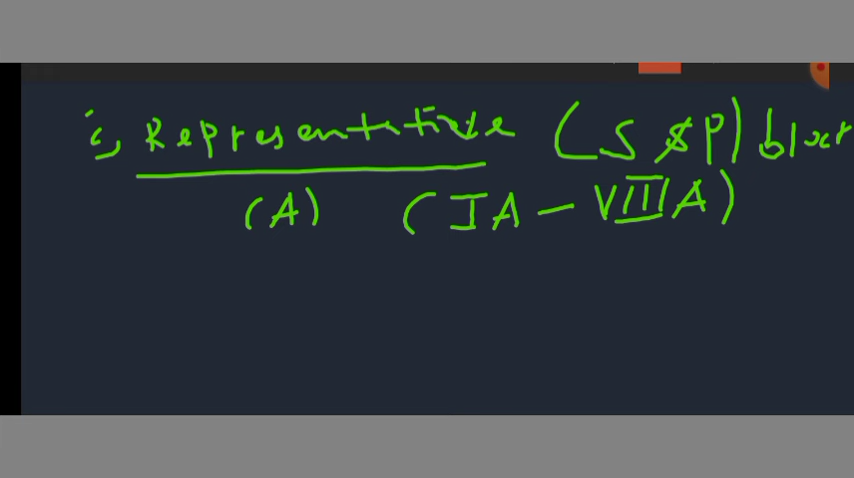 i, Representative (S $ P) block
(A) (IA - VIIIA)